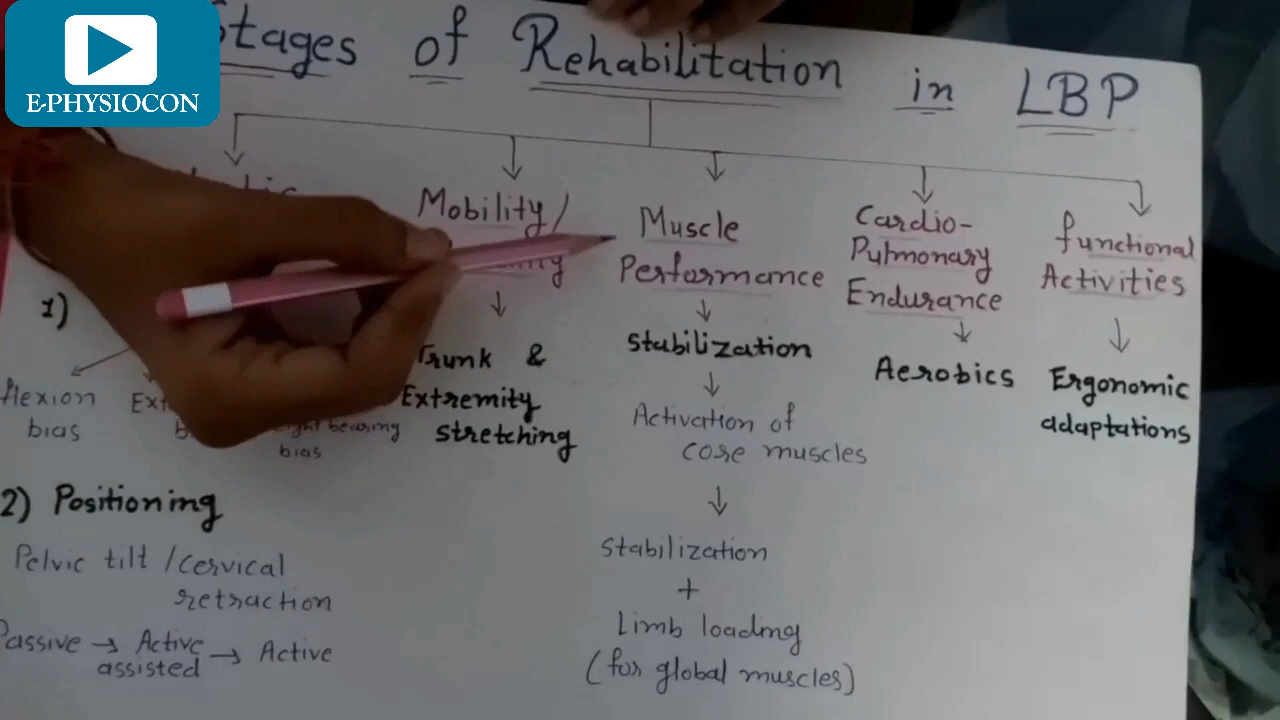 E-PHYSIOCON
Stages of Rehabilitation in LBP
Mobility/
Muscle
Performance
Stabilization
Activation of
core muscles
Stabilization
+
Limb loading
(for global muscles)
Cardio-
Pulmonary
Endurance
Aerobics
functional
Activities
Ergonomic
adaptations
Trunk &
Extremity
stretching
1)
flexion
bias
bearing
bias
2) Positioning
Pelvic tilt / Cervical
retraction
Passive → Active → Active
assisted